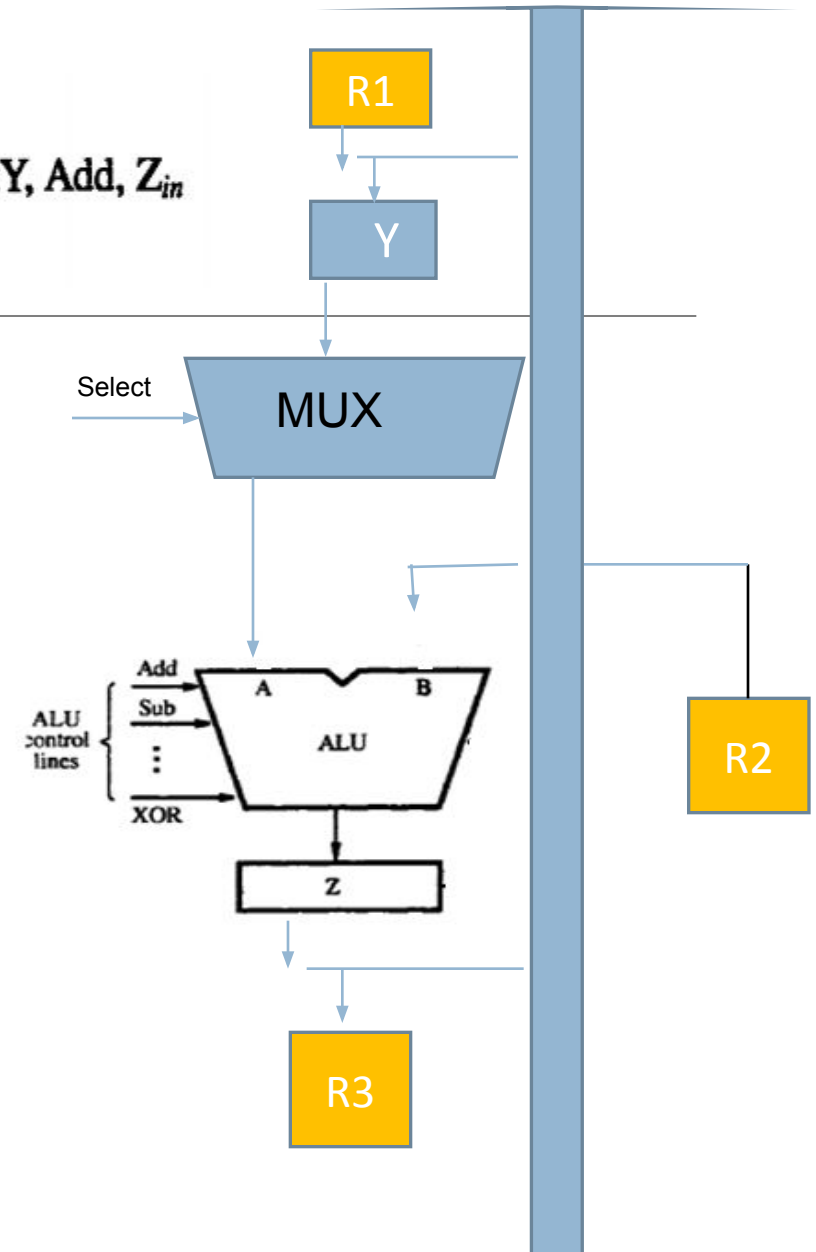 R1
Y, Add, Zin
Y
Select
MUX
Add
A
B
Sub
ALU
control
lines
ALU
⋮
XOR
R2
Z
R3